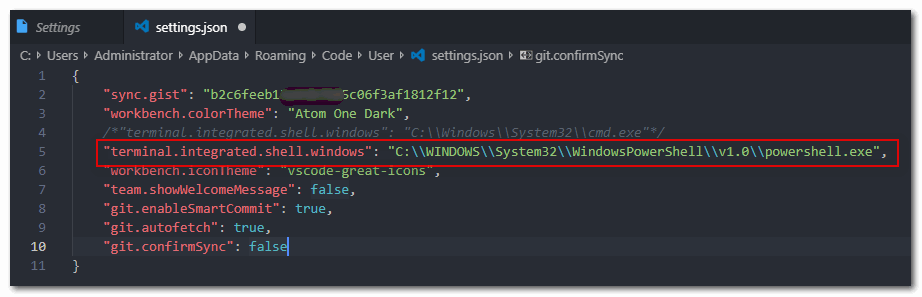 Settings settings.json
C: > Users > Administrator > AppData > Roaming > Code > User > settings.json > git.confirmSync
1 {
2 "sync.gist": "b2c6feeb1 5c06f3af1812f12",
3 "workbench.colorTheme": "Atom One Dark",
4 /*"terminal.integrated.shell.windows": "C:\\Windows\\System32\\cmd.exe"*/
5 "terminal.integrated.shell.windows": "C:\\WINDOWS\\System32\\WindowsPowerShell\\v1.0\\powershell.exe",
6 "workbench.iconTheme": "vscode-great-icons",
7 "team.showWelcomeMessage": false,
8 "git.enableSmartCommit": true,
9 "git.autofetch": true,
10 "git.confirmSync": false
11 }